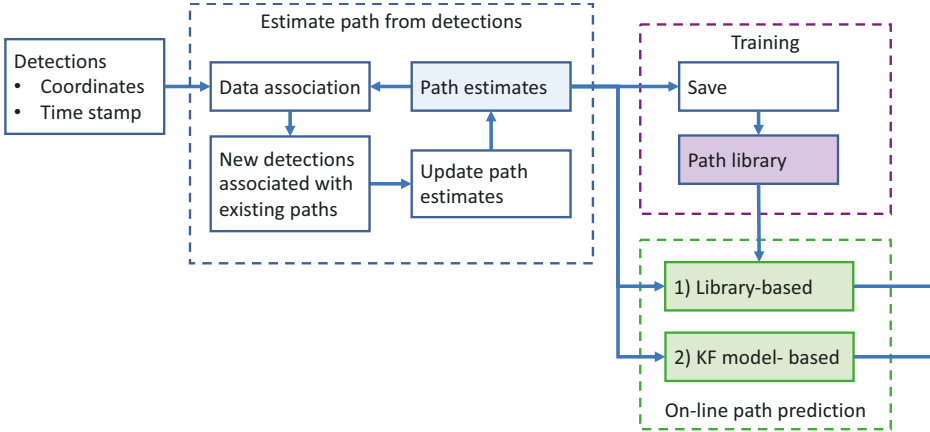 Estimate path from detections
Detections
• Coordinates
• Time stamp
Data association
Path estimates
New detections
associated with
existing paths
Update path
estimates
Training
Save
Path library
1) Library-based
2) KF model- based
On-line path prediction